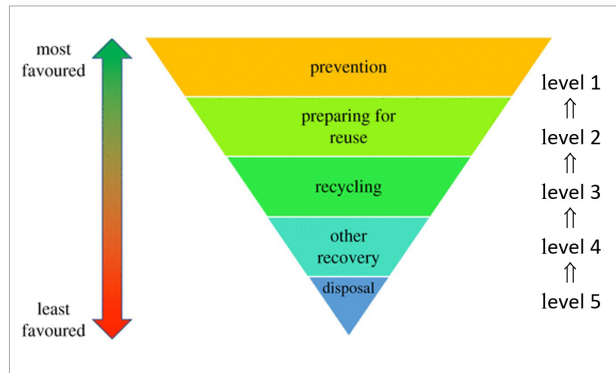 most
favoured
prevention
level 1
⇑
preparing for
reuse
level 2
⇑
recycling
level 3
⇑
other
recovery
level 4
⇑
disposal
level 5
least
favoured